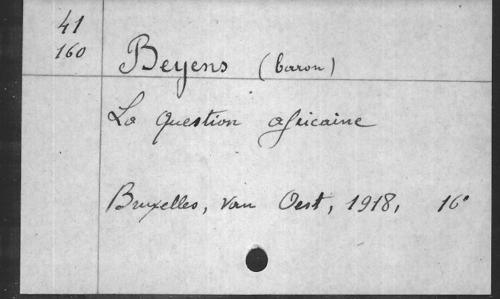 41
160
Beyens (baron)
La question africaine
Bruxelles, Van Oest, 1918, 16°